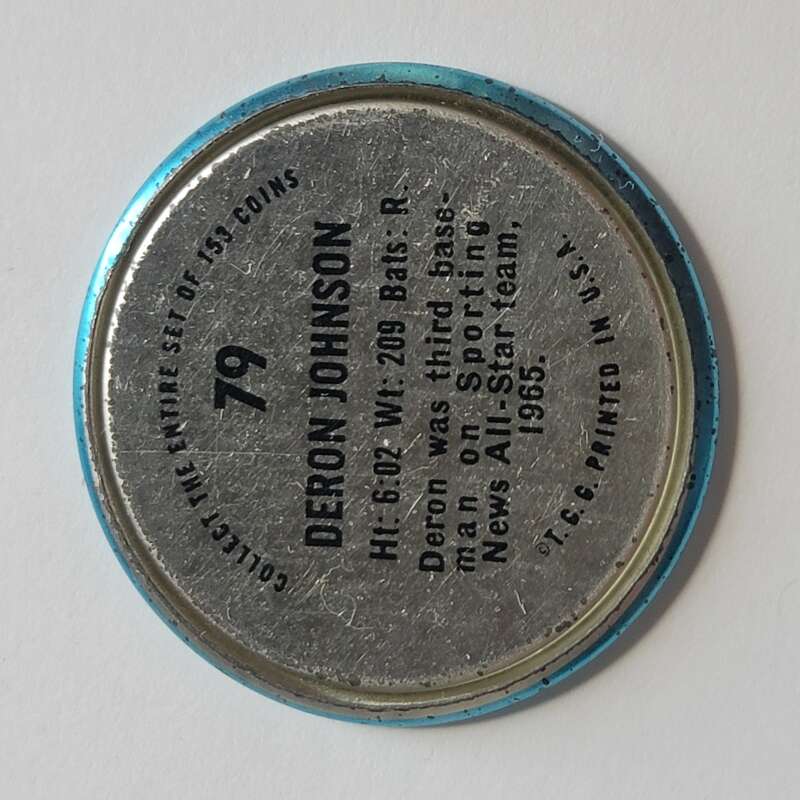 COLLECT THE ENTIRE SET OF 153 COINS
79
DERON JOHNSON
Ht: 6:02 Wt: 209 Bats: R.
Deron was third base-
man on Sporting
News All-Star team,
1965.
©T.C.G. PRINTED IN U.S.A.